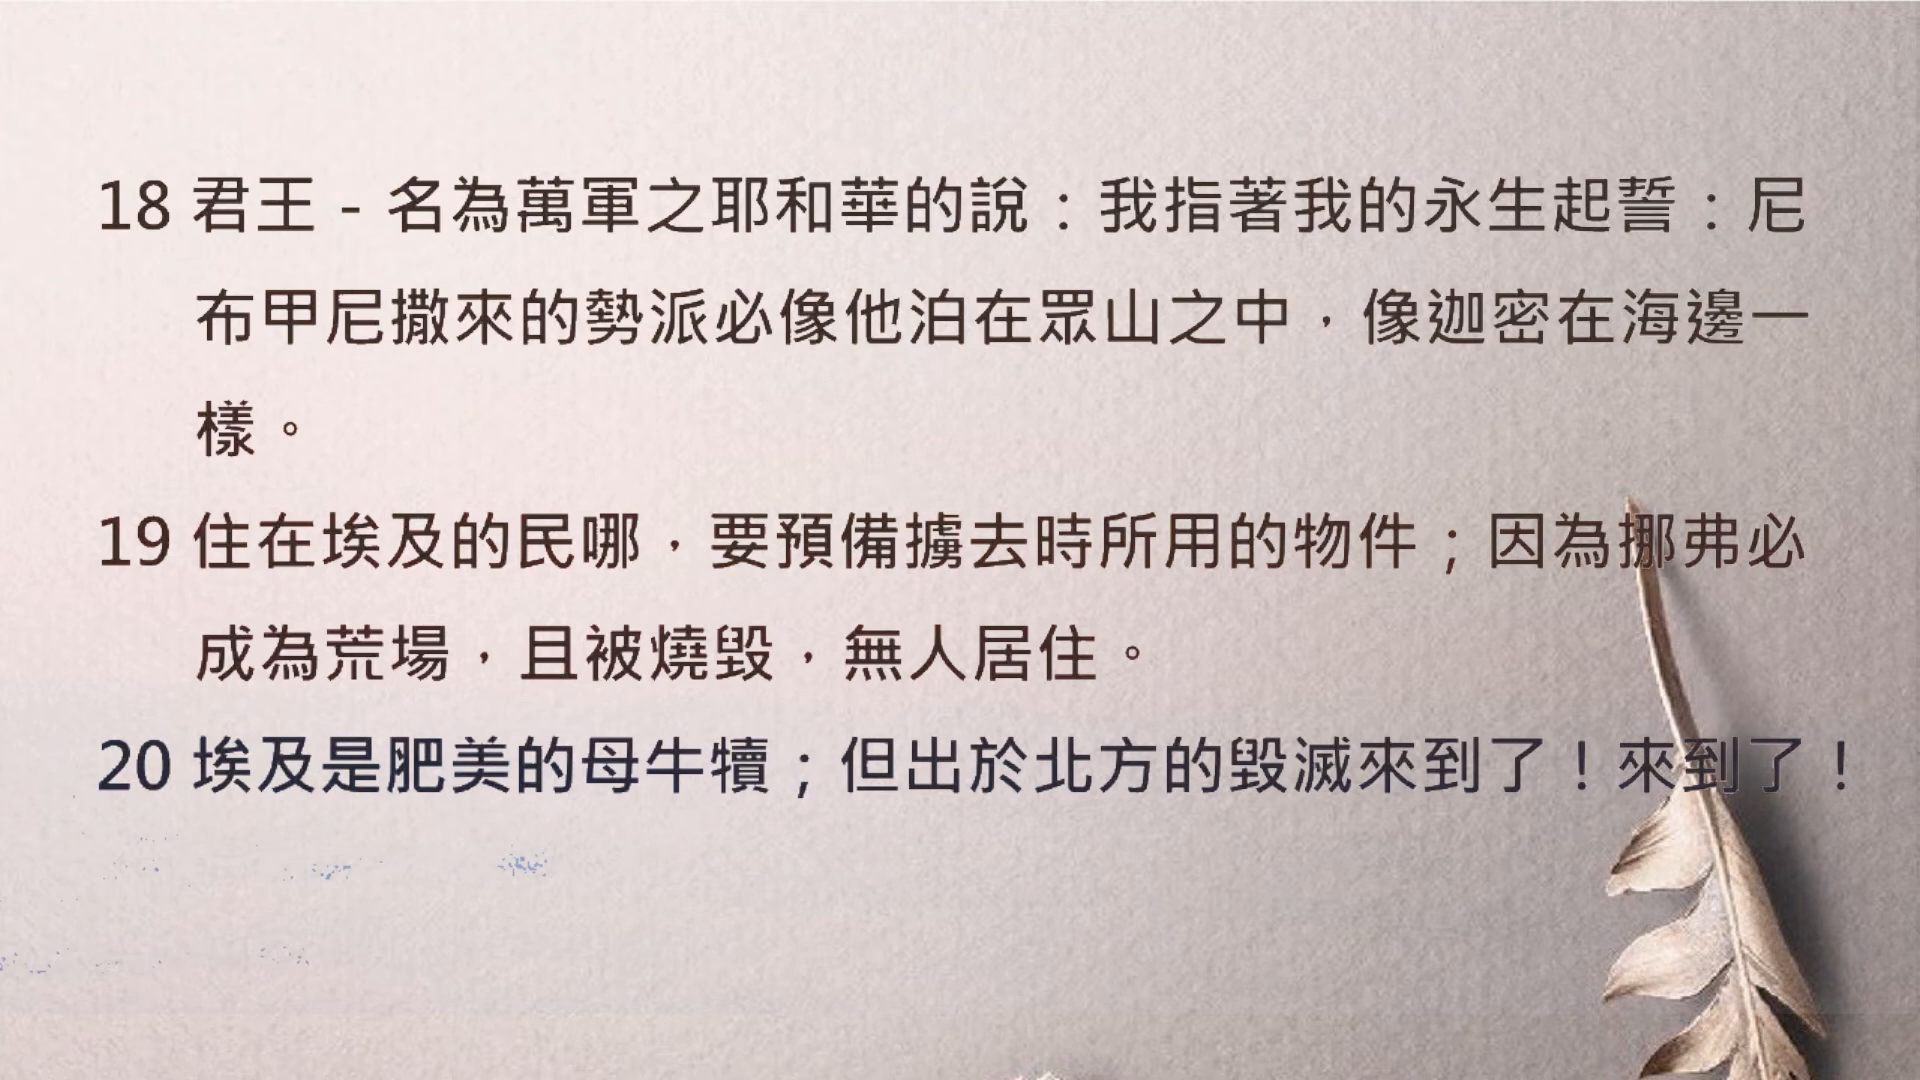 18 君王－名為萬軍之耶和華的說：我指著我的永生起誓：尼
布甲尼撒來的勢派必像他泊在眾山之中，像迦密在海邊一
樣。
19 住在埃及的民哪，要預備擄去時所用的物件；因為挪弗必
成為荒場，且被燒毀，無人居住。
20 埃及是肥美的母牛犢；但出於北方的毀滅來到了！來到了！